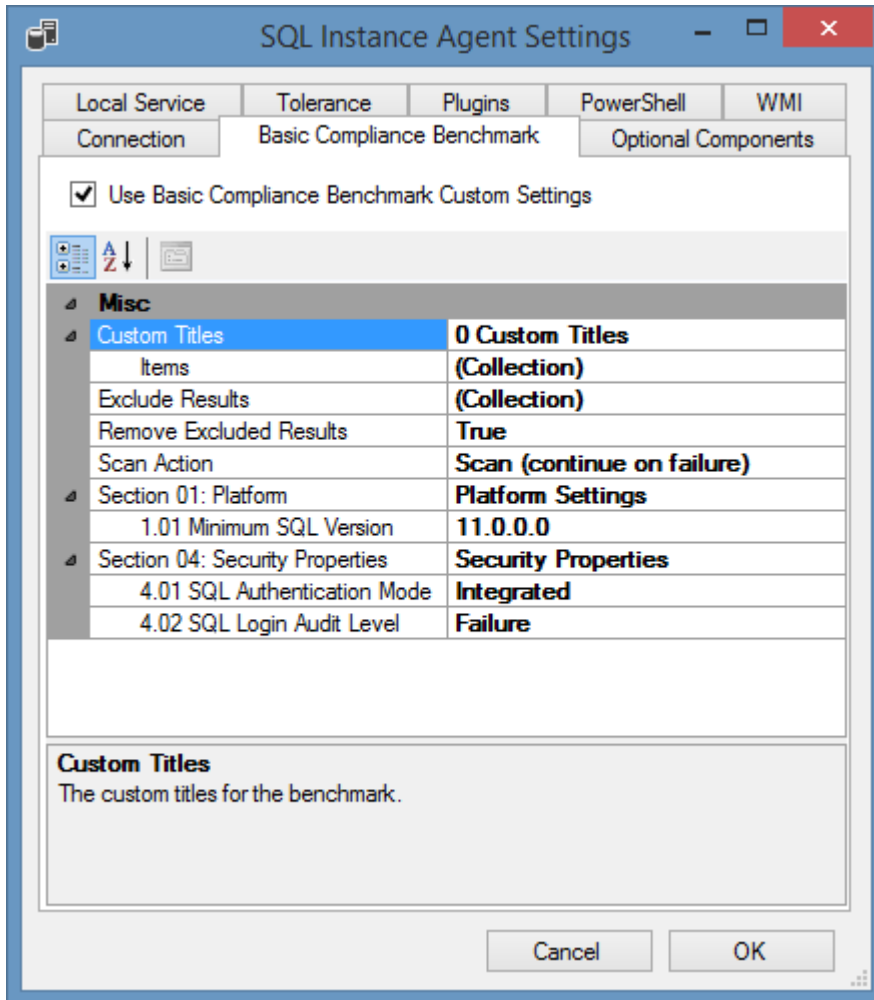 SQL Instance Agent Settings
Local Service Tolerance Plugins PowerShell WMI
Connection Basic Compliance Benchmark Optional Components
Use Basic Compliance Benchmark Custom Settings
A
Z
Misc
Custom Titles 0 Custom Titles
Items (Collection)
Exclude Results (Collection)
Remove Excluded Results True
Scan Action Scan (continue on failure)
Section 01: Platform Platform Settings
1.01 Minimum SQL Version 11.0.0.0
Section 04: Security Properties Security Properties
4.01 SQL Authentication Mode Integrated
4.02 SQL Login Audit Level Failure
Custom Titles
The custom titles for the benchmark.
Cancel OK